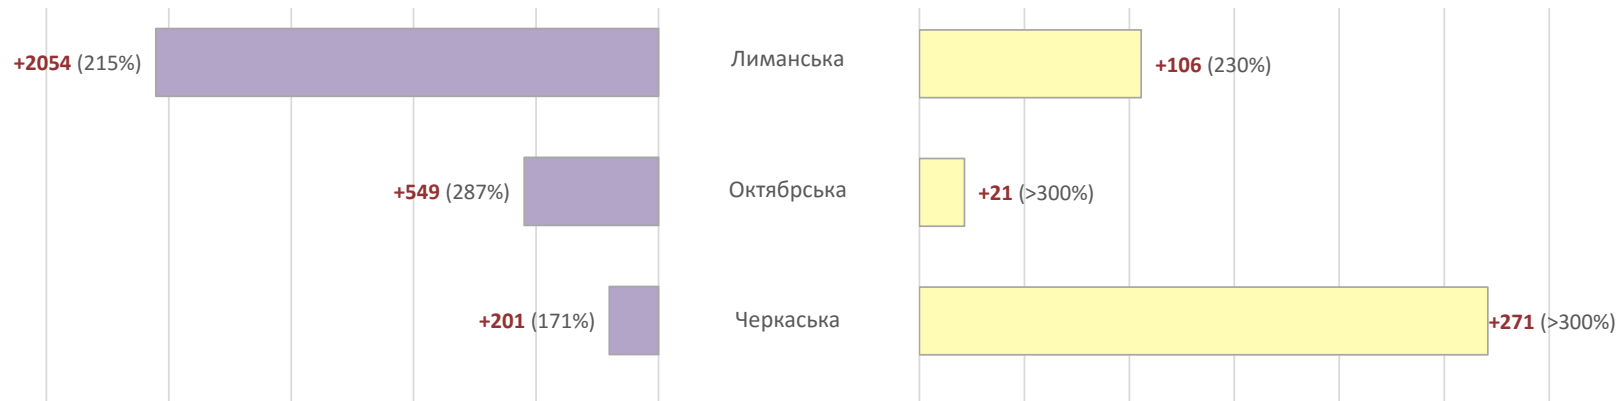 +2054 (215%) Лиманська +106 (230%)
+549 (287%) Октябрська +21 (>300%)
+201 (171%) Черкаська +271 (>300%)